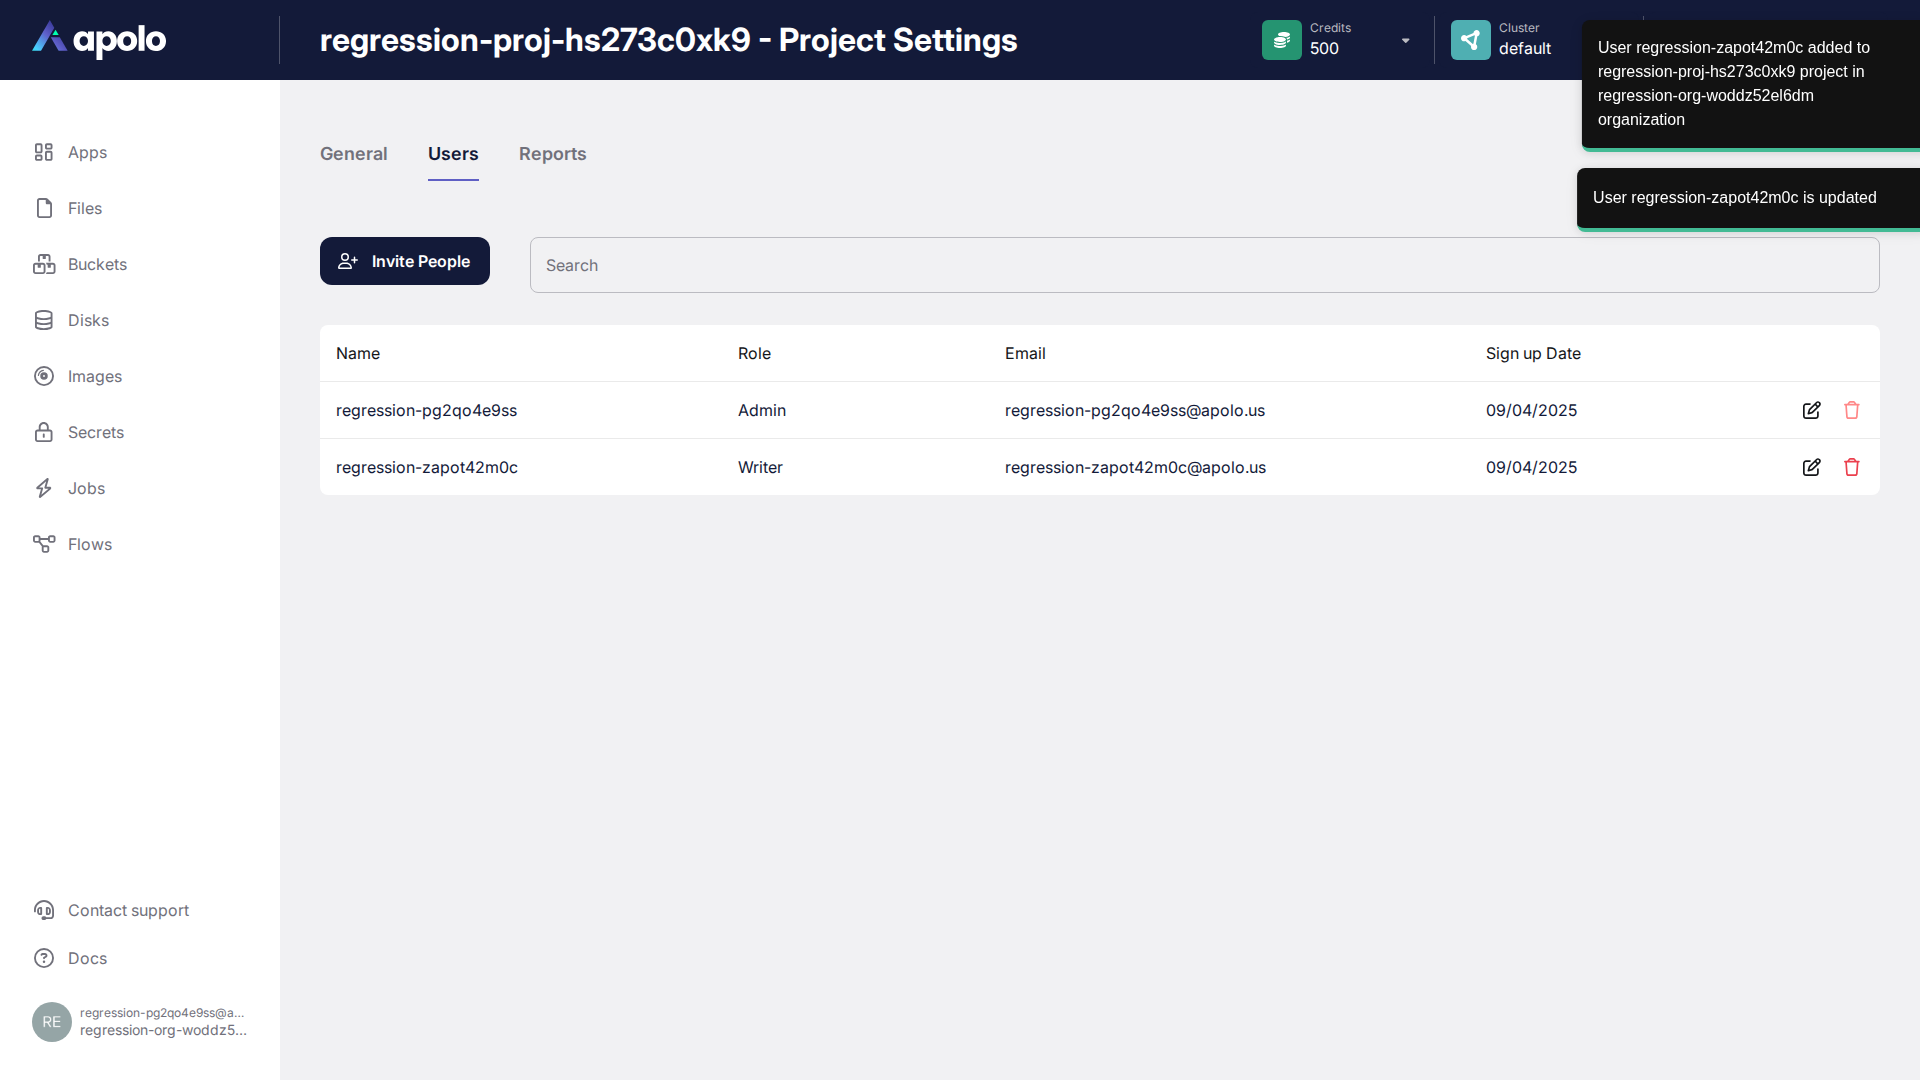 apolo
regression-proj-hs273c0xk9 - Project Settings
Credits
500
Cluster
default
User regression-zapot42m0c added to
regression-proj-hs273c0xk9 project in
regression-org-woddz52el6dm
organization
User regression-zapot42m0c is updated
Apps
Files
Buckets
Disks
Images
Secrets
Jobs
Flows
Contact support
Docs
RE
regression-pg2qo4e9ss@a...
regression-org-woddz5...
General
Users
Reports
Invite People
Search
Name Role Email Sign up Date
regression-pg2qo4e9ss Admin regression-pg2qo4e9ss@apolo.us 09/04/2025
regression-zapot42m0c Writer regression-zapot42m0c@apolo.us 09/04/2025